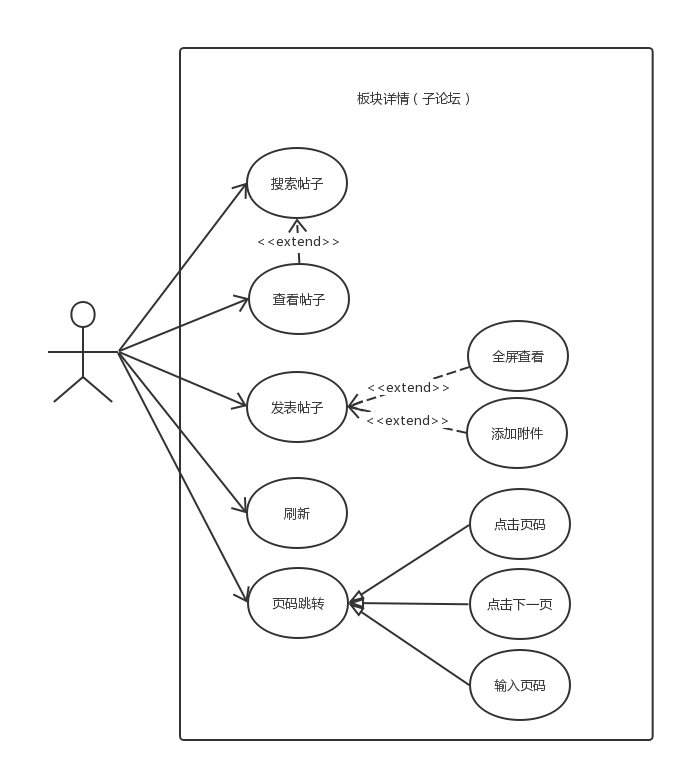 板块详情（子论坛）
搜索帖子
<<extend>>
查看帖子
全屏查看
<<extend>>
发表帖子
<<extend>>
添加附件
刷新
点击页码
页码跳转
点击下一页
输入页码